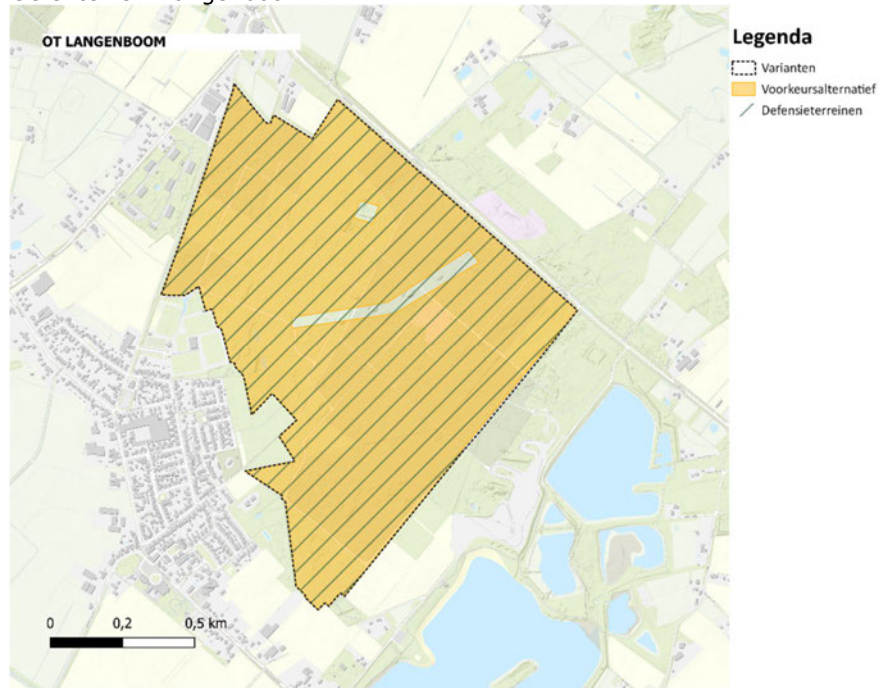 OT LANGENBOOM
Legenda
Varianten
Voorkeursalternatief
Defensieterreinen
0 0,2 0,5 km